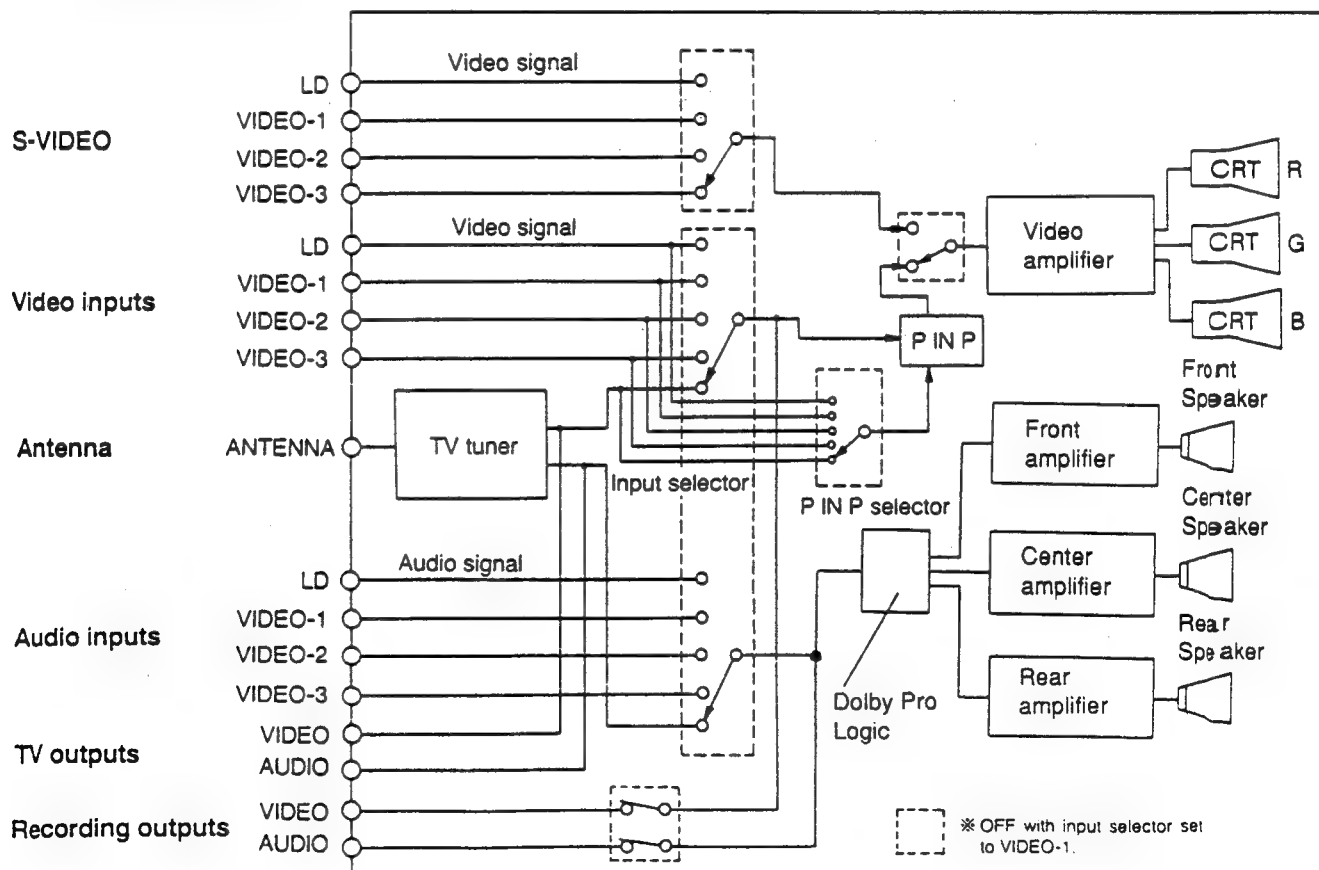 S-VIDEO
LD
VIDEO-1
VIDEO-2
VIDEO-3
Video signal
Video inputs
LD
VIDEO-1
VIDEO-2
VIDEO-3
Video signal
Antenna
ANTENNA
TV tuner
Input selector
P IN P selector
P IN P
Video
amplifier
CRT R
CRT G
CRT B
Front
Speaker
Front
amplifier
Center
Speaker
Center
amplifier
Rear
Speaker
Rear
amplifier
Dolby Pro
Logic
Audio inputs
LD
VIDEO-1
VIDEO-2
VIDEO-3
Audio signal
TV outputs
VIDEO
AUDIO
Recording outputs
VIDEO
AUDIO
※ OFF with input selector set
to VIDEO-1.